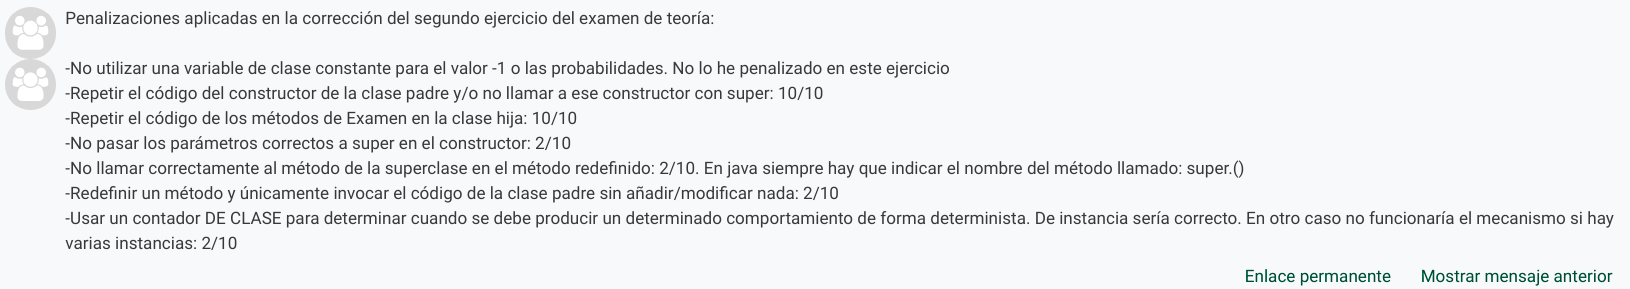 Penalizaciones aplicadas en la corrección del segundo ejercicio del examen de teoría:
-No utilizar una variable de clase constante para el valor -1 o las probabilidades. No lo he penalizado en este ejercicio
-Repetir el código del constructor de la clase padre y/o no llamar a ese constructor con super: 10/10
-Repetir el código de los métodos de Examen en la clase hija: 10/10
-No pasar los parámetros correctos a super en el constructor: 2/10
-No llamar correctamente al método de la superclase en el método redefinido: 2/10. En java siempre hay que indicar el nombre del método llamado: super.()
-Redefinir un método y únicamente invocar el código de la clase padre sin añadir/modificar nada: 2/10
-Usar un contador DE CLASE para determinar cuando se debe producir un determinado comportamiento de forma determinista. De instancia sería correcto. En otro caso no funcionaría el mecanismo si hay
varias instancias: 2/10
Enlace permanente Mostrar mensaje anterior